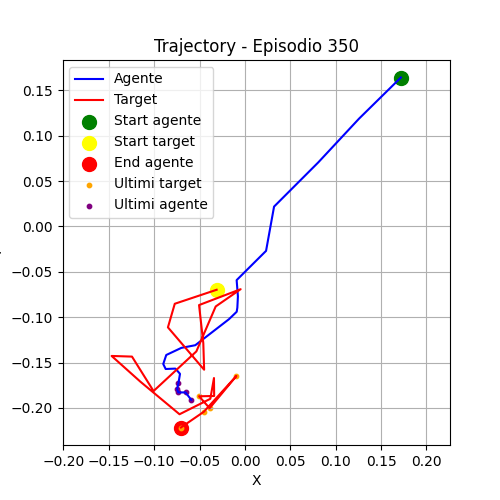 Trajectory - Episodio 350
Agente
Target
Start agente
Start target
End agente
Ultimi target
Ultimi agente
0.15
0.10
0.05
0.00
−0.05
−0.10
−0.15
−0.20
−0.20 −0.15 −0.10 −0.05 0.00 0.05 0.10 0.15 0.20
X